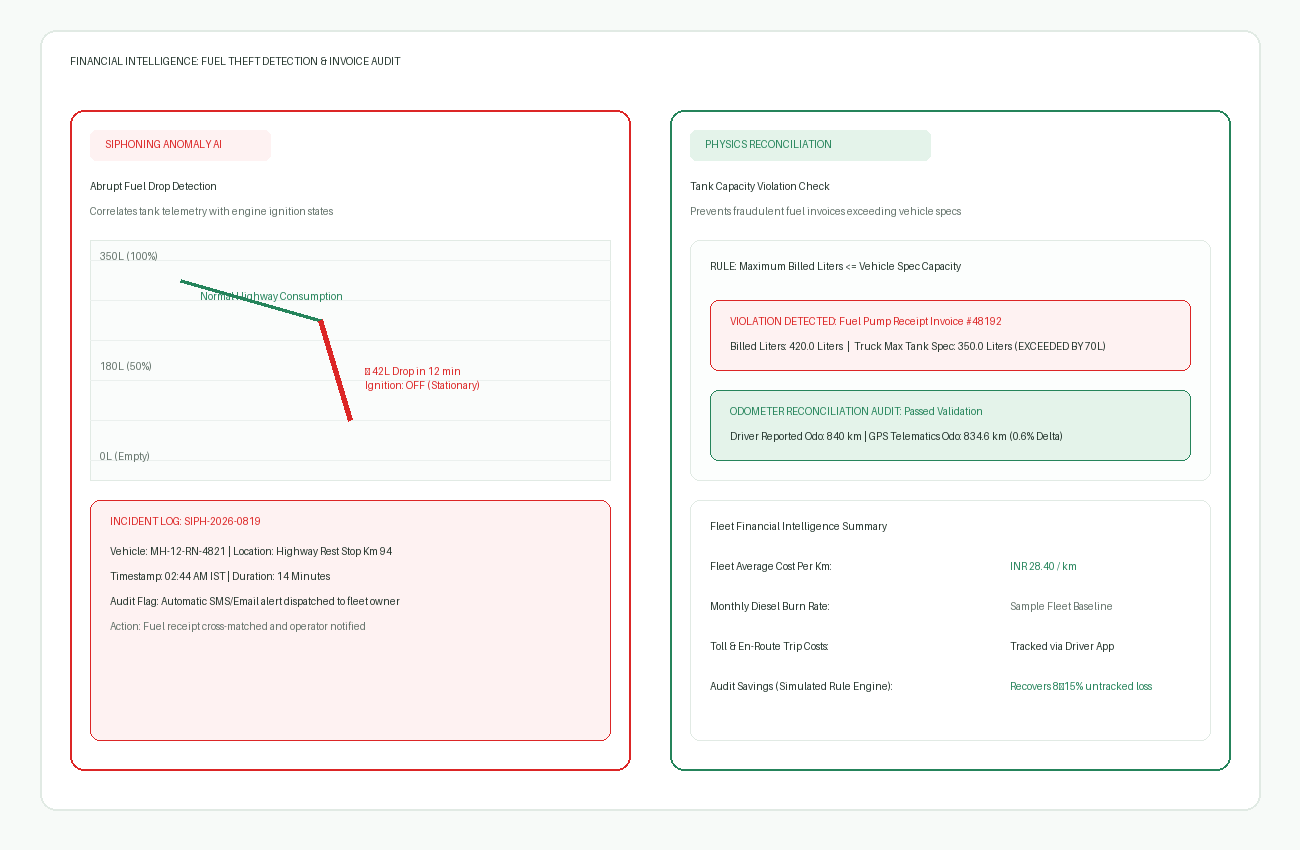 FINANCIAL INTELLIGENCE: FUEL THEFT DETECTION & INVOICE AUDIT
SIPHONING ANOMALY AI
Abrupt Fuel Drop Detection
Correlates tank telemetry with engine ignition states
350L (100%)
Normal Highway Consumption
180L (50%)
▯ 42L Drop in 12 min
Ignition: OFF (Stationary)
0L (Empty)
INCIDENT LOG: SIPH-2026-0819
Vehicle: MH-12-RN-4821 | Location: Highway Rest Stop Km 94
Timestamp: 02:44 AM IST | Duration: 14 Minutes
Audit Flag: Automatic SMS/Email alert dispatched to fleet owner
Action: Fuel receipt cross-matched and operator notified
PHYSICS RECONCILIATION
Tank Capacity Violation Check
Prevents fraudulent fuel invoices exceeding vehicle specs
RULE: Maximum Billed Liters <= Vehicle Spec Capacity
VIOLATION DETECTED: Fuel Pump Receipt Invoice #48192
Billed Liters: 420.0 Liters | Truck Max Tank Spec: 350.0 Liters (EXCEEDED BY 70L)
ODOMETER RECONCILIATION AUDIT: Passed Validation
Driver Reported Odo: 840 km | GPS Telematics Odo: 834.6 km (0.6% Delta)
Fleet Financial Intelligence Summary
Fleet Average Cost Per Km: INR 28.40 / km
Monthly Diesel Burn Rate: Sample Fleet Baseline
Toll & En-Route Trip Costs: Tracked via Driver App
Audit Savings (Simulated Rule Engine): Recovers 8▯15% untracked loss